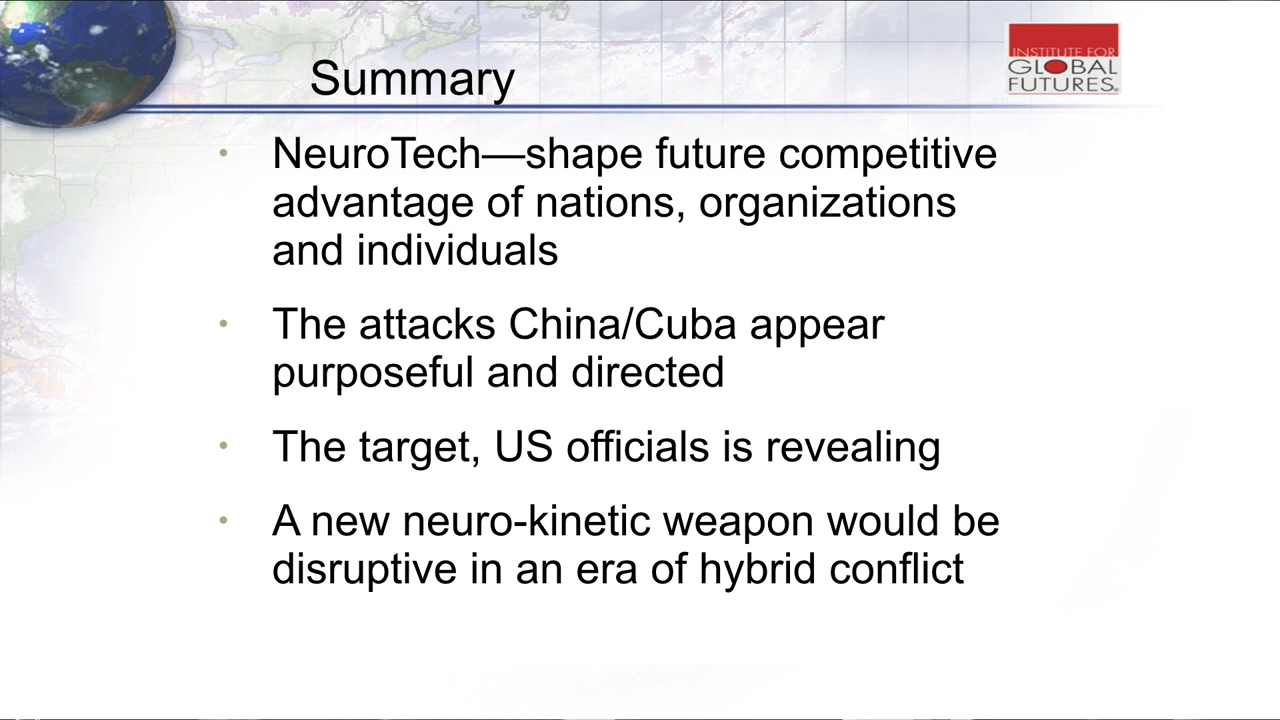 Summary
INSTITUTE FOR
GLOBAL
FUTURES®
• NeuroTech—shape future competitive
advantage of nations, organizations
and individuals
• The attacks China/Cuba appear
purposeful and directed
• The target, US officials is revealing
• A new neuro-kinetic weapon would be
disruptive in an era of hybrid conflict